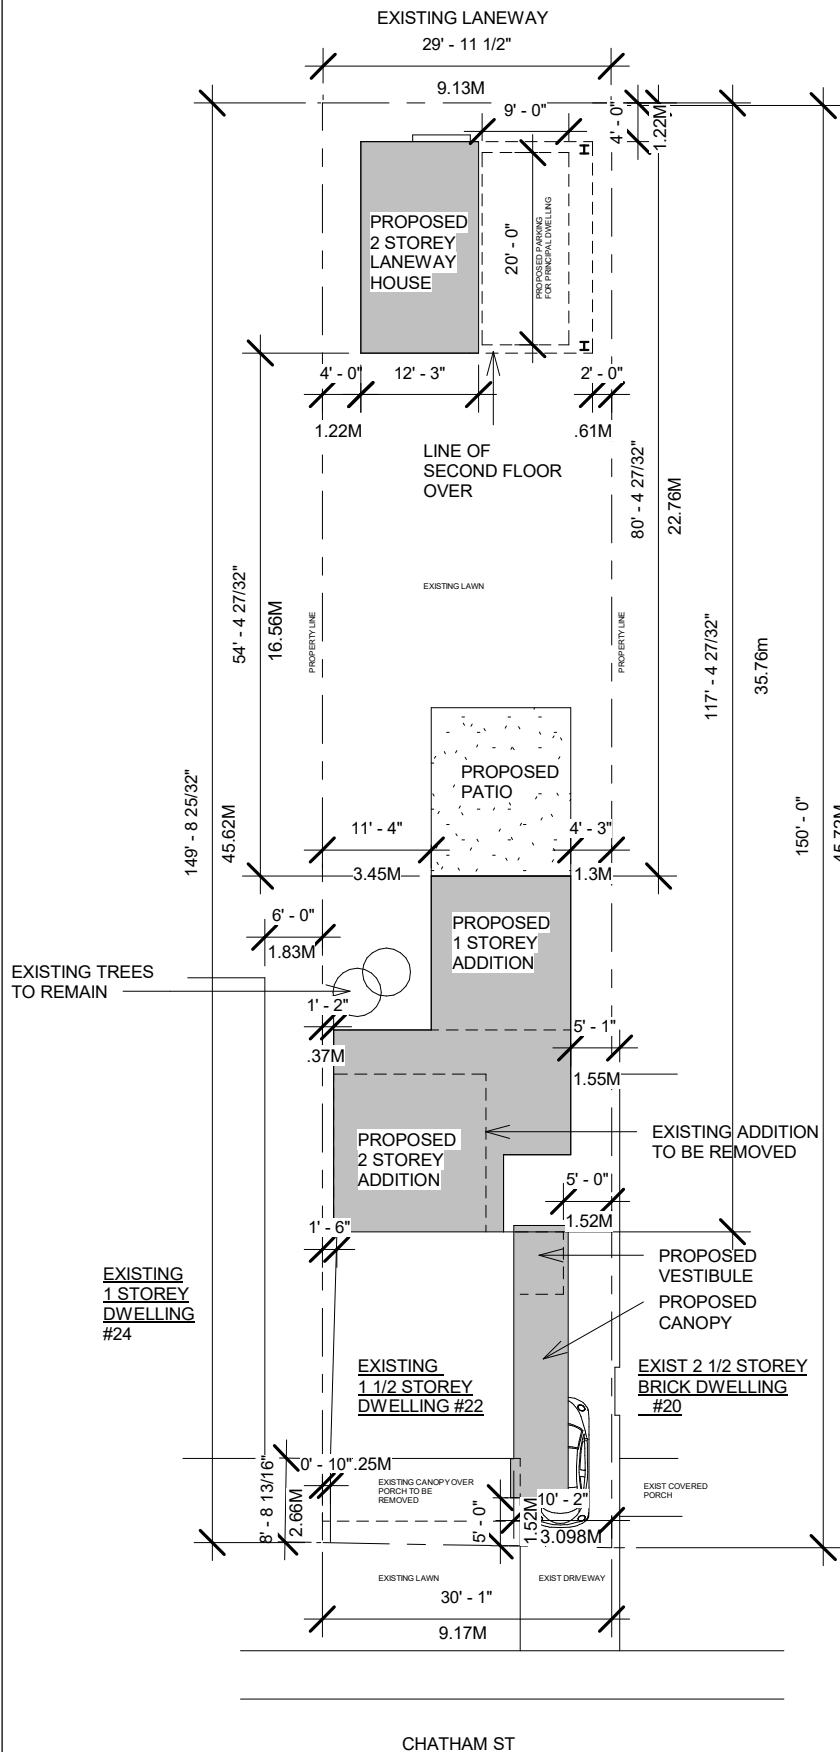 EXISTING LANEWAY
29' - 11 1/2"
9.13M
9' - 0"
4' - 0"
1.22M
H
PROPOSED
2 STOREY
LANEWAY
HOUSE
20' - 0"
PROPOSED PARKING
FOR PRINCIPAL DWELLING
H
4' - 0"
12' - 3"
2' - 0"
1.22M
.61M
LINE OF
SECOND FLOOR
OVER
80' - 4 27/32"
22.76M
EXISTING LAWN
54' - 4 27/32"
16.56M
PROPERTY LINE
PROPERTY LINE
117' - 4 27/32"
35.76m
PROPOSED
PATIO
149' - 8 25/32"
45.62M
11' - 4"
3.45M
4' - 3"
1.3M
150' - 0"
45.72M
6' - 0"
1.83M
PROPOSED
1 STOREY
ADDITION
EXISTING TREES
TO REMAIN
1' - 2"
.37M
5' - 1"
1.55M
PROPOSED
2 STOREY
ADDITION
EXISTING ADDITION
TO BE REMOVED
5' - 0"
1.52M
1' - 6"
PROPOSED
VESTIBULE
PROPOSED
CANOPY
EXISTING
1 STOREY
DWELLING
#24
EXISTING
1 1/2 STOREY
DWELLING #22
EXIST 2 1/2 STOREY
BRICK DWELLING
#20
8' - 8 13/16"
2.66M
0' - 10"
.25M
EXISTING CANOPY OVER
PORCH TO BE
REMOVED
5' - 0"
1.52M
10' - 2"
3.098M
EXIST COVERED
PORCH
EXISTING LAWN
EXIST DRIVEWAY
30' - 1"
9.17M
CHATHAM ST